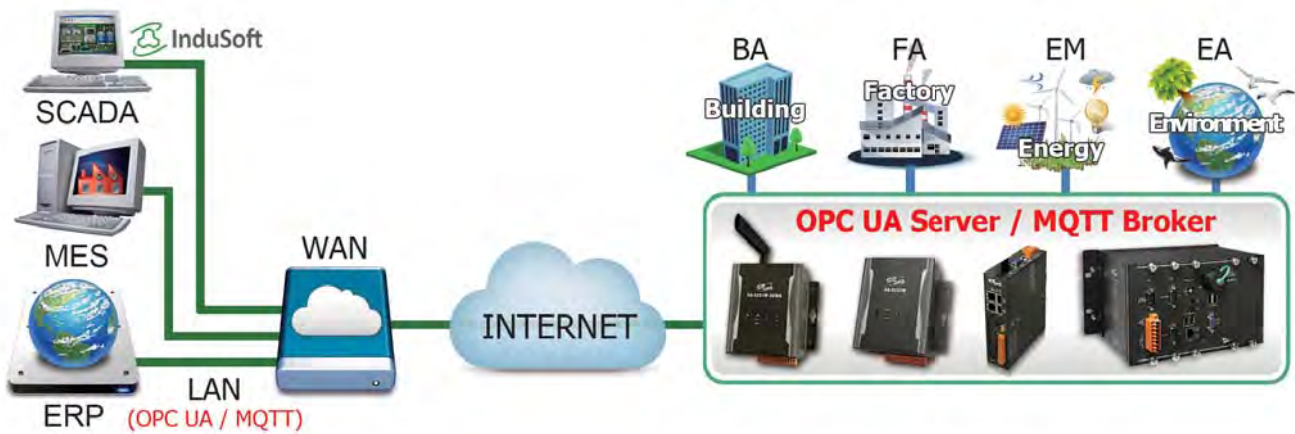 InduSoft
SCADA
MES
ERP
LAN
(OPC UA / MQTT)
WAN
INTERNET
BA
Building
FA
Factory
EM
Energy
EA
Environment
OPC UA Server / MQTT Broker